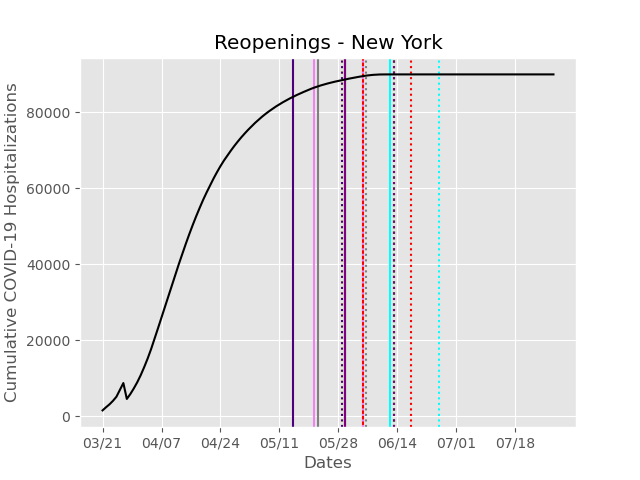 Reopenings - New York
Cumulative COVID-19 Hospitalizations
80000
60000
40000
20000
0
03/21 04/07 04/24 05/11 05/28 06/14 07/01 07/18
Dates